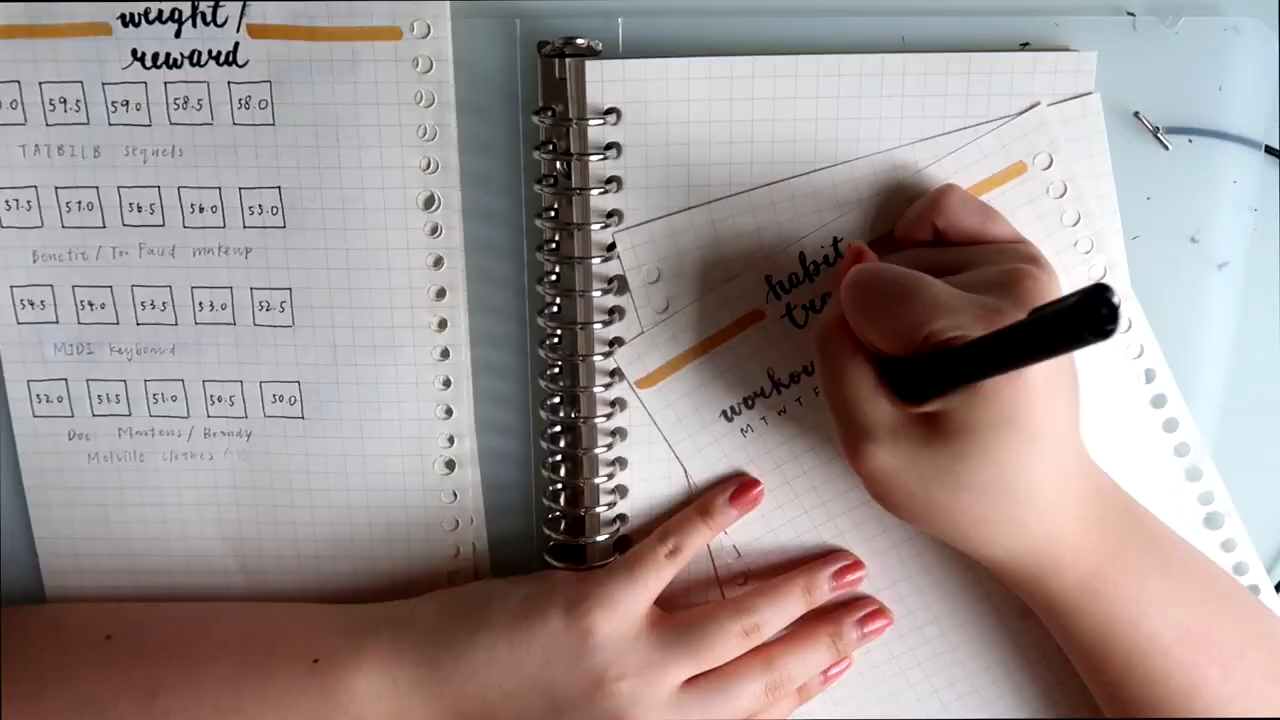 weight /
reward
59.5 59.0 58.5 58.0
TATBILB sequels
57.5 57.0 56.5 56.0 55.0
Benefit / Too Faced makeup
54.5 54.0 53.5 53.0 52.5
MIDI keyboard
52.0 51.5 51.0 50.5 50.0
Doc Martens / Brandy
Melville clothes
habit
workou
M T W T F